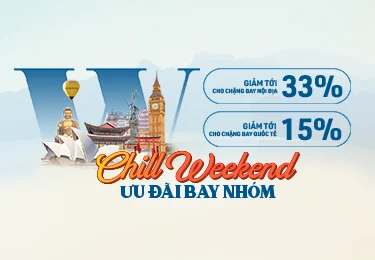 W
GIẢM TỚI
CHO CHẶNG BAY NỘI ĐỊA 33%
GIẢM TỚI
CHO CHẶNG BAY QUỐC TẾ 15%
Chill Weekend
ƯU ĐÃI BAY NHÓM